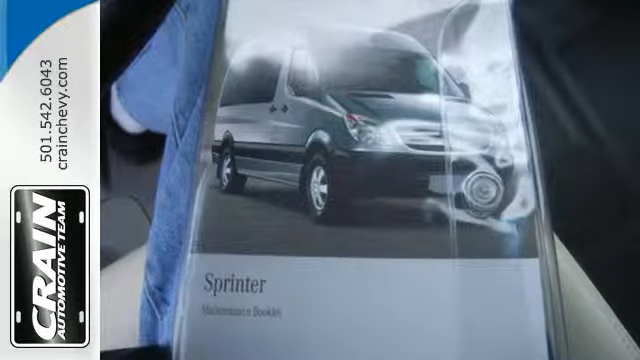 501.542.6043
crainchevy.com
CRAIN
AUTOMOTIVE TEAM
Sprinter
Maintenance Booklet